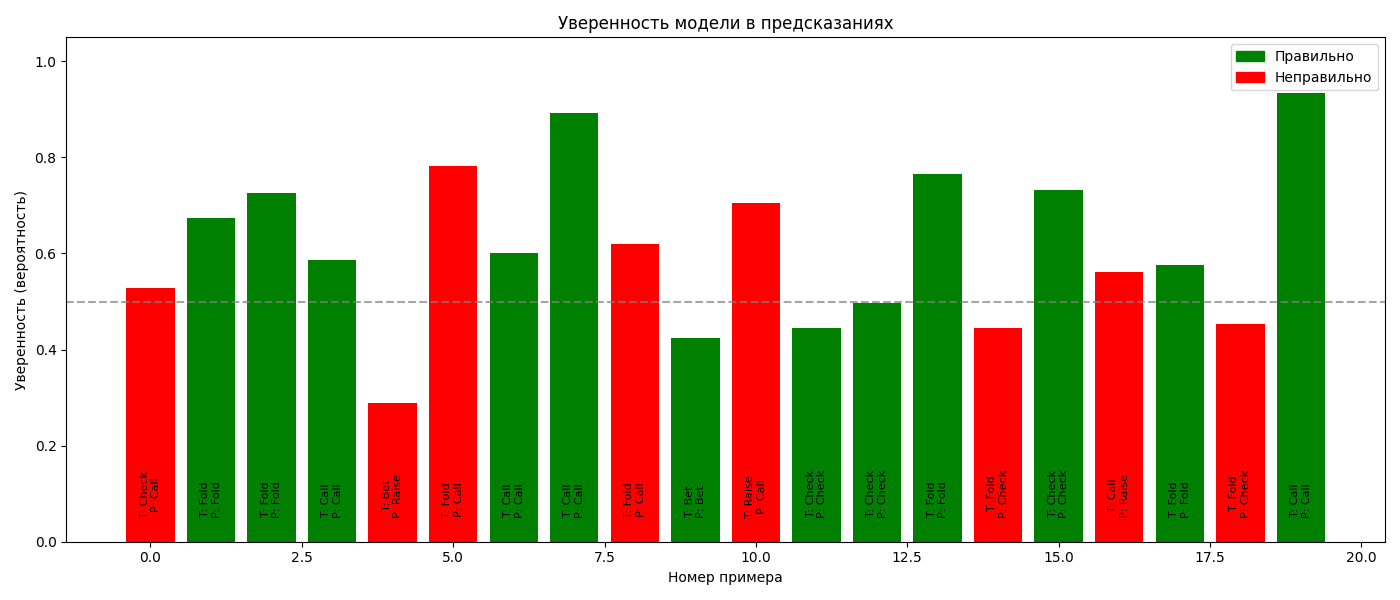 Уверенность модели в предсказаниях
Уверенность (вероятность)
1.0
0.8
0.6
0.4
0.2
0.0
Правильно
Неправильно
T: Check
P: Call
T: Fold
P: Fold
T: Fold
P: Fold
T: Call
P: Call
T: Bet
P: Raise
T: Fold
P: Call
T: Call
P: Call
T: Call
P: Call
T: Fold
P: Call
T: Bet
P: Bet
T: Raise
P: Call
T: Check
P: Check
T: Check
P: Check
T: Fold
P: Fold
T: Fold
P: Check
T: Check
P: Check
T: Call
P: Raise
T: Fold
P: Fold
T: Fold
P: Check
T: Call
P: Call
0.0 2.5 5.0 7.5 10.0 12.5 15.0 17.5 20.0
Номер примера